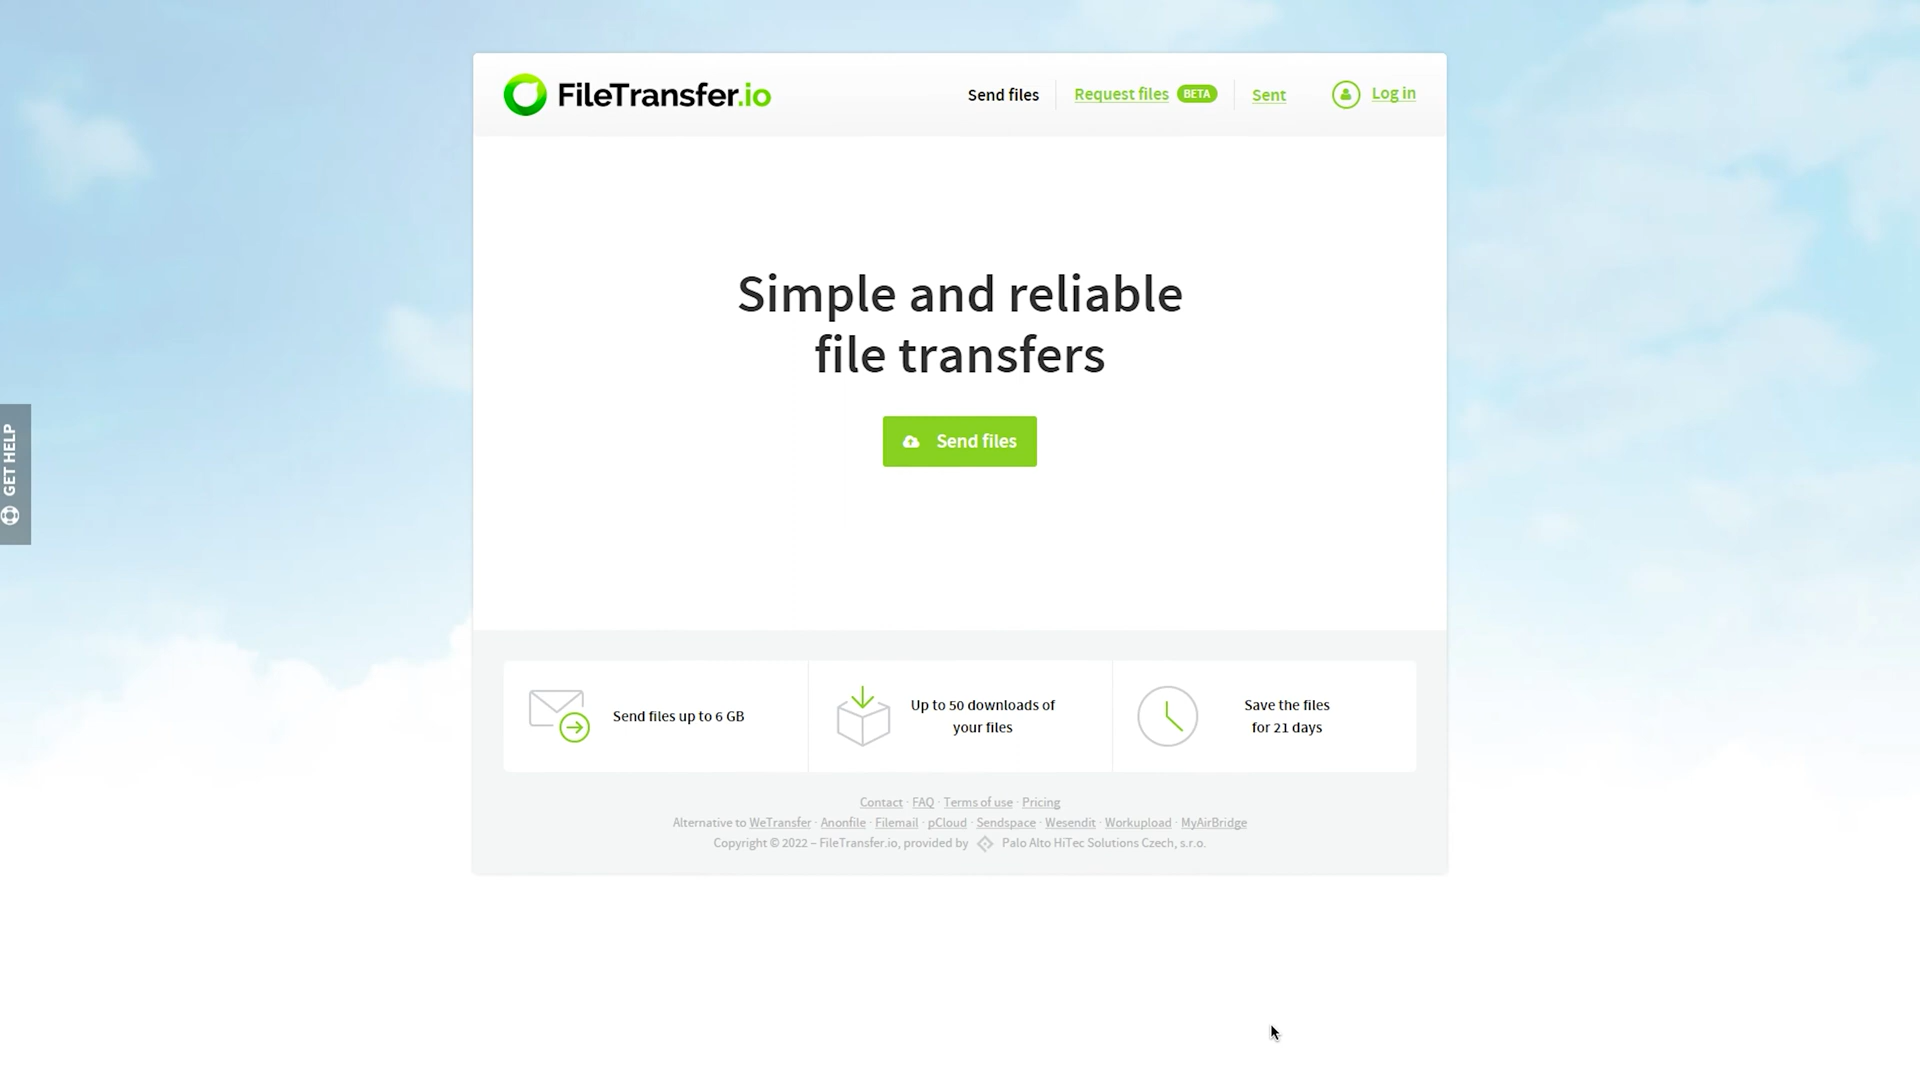 FileTransfer.io
Send files
Request files BETA
Sent
Log in
Simple and reliable
file transfers
Send files
GET HELP
Send files up to 6 GB
Up to 50 downloads of
your files
Save the files
for 21 days
Contact · FAQ · Terms of use · Pricing
Alternative to WeTransfer · Anonfile · Filemail · pCloud · Sendspace · Wesendit · Workupload · MyAirBridge
Copyright © 2022 – FileTransfer.io, provided by Palo Alto HiTec Solutions Czech, s.r.o.